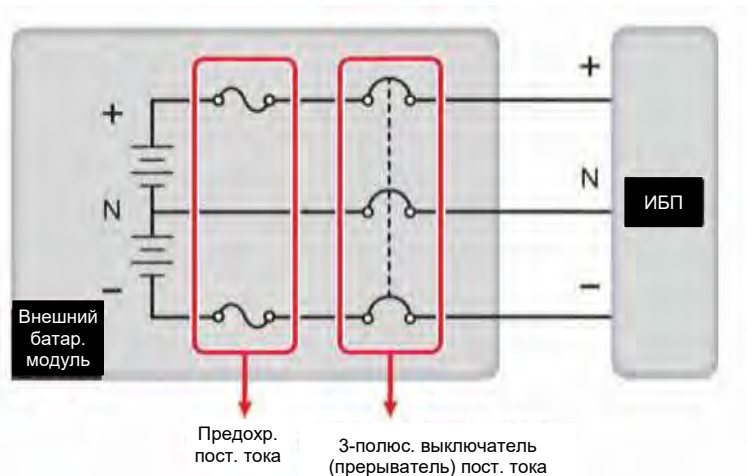 +
+
N
N
ИБП
−
−
Внешний
батар.
модуль
Предохр.
пост. тока
3-полюс. выключатель
(прерыватель) пост. тока